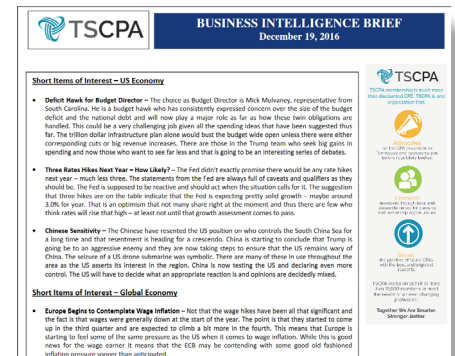 TSCPA
BUSINESS INTELLIGENCE BRIEF
December 19, 2016
Short Items of Interest – US Economy
• Deficit Hawk for Budget Director – The choice as Budget Director is Mick Mulvaney, representative from
South Carolina. He is a budget hawk who has consistently expressed concern over the size of the budget
deficit and the national debt and will now play a major role as far as how these twin obligations are
handled. This could be a very challenging job given all the spending ideas that have been suggested thus
far. The trillion dollar infrastructure plan alone would bust the budget wide open unless there were either
corresponding cuts or big revenue increases. There are those in the Trump team who seek big gains in
spending and now those who want to see far less and that is going to be an interesting series of debates.
• Three Rates Hikes Next Year – How Likely? – The Fed didn't exactly promise there would be any rate hikes
next year – much less three. The statements from the Fed are always full of caveats and qualifiers as they
should be. The Fed is supposed to be reactive and should act when the situation calls for it. The suggestion
that three hikes are on the table indicate that the Fed is expecting pretty solid growth – maybe around
3.0% for year. That is an optimism that not many share right at the moment and thus there are few who
think rates will rise that high – at least not until that growth assessment comes to pass.
• Chinese Sensitivity – The Chinese have resented the US position on who controls the South China Sea for
a long time and that resentment is heading for a crescendo. China is starting to conclude that Trump is
going to be an aggressive enemy and they are now taking steps to ensure that the US remains wary of
China. The seizure of a US drone submarine was symbolic. There are many of these in use throughout the
area as the US asserts its interest in the region. China is now testing the US and declaring even more
control. The US will have to decide what an appropriate reaction is and opinions are decidedly mixed.
Short Items of Interest – Global Economy
• Europe Begins to Contemplate Wage Inflation – Not that the wage hikes have been all that significant and
the fact is that wages were generally down at the start of the year. The point is that they started to come
up in the third quarter and are expected to climb a bit more in the fourth. This means that Europe is
starting to feel some of the same pressure as the US when it comes to wage inflation. While this is good
news for the wage earner it means that the ECB may be contending with some good old fashioned
inflation pressure sooner than anticipated.
TSCPA
TSCPA membership is much more
than discounted CPE. TSCPA is one
organization that:
Advocates
Connects
Together We Are Smarter,
Stronger, Better